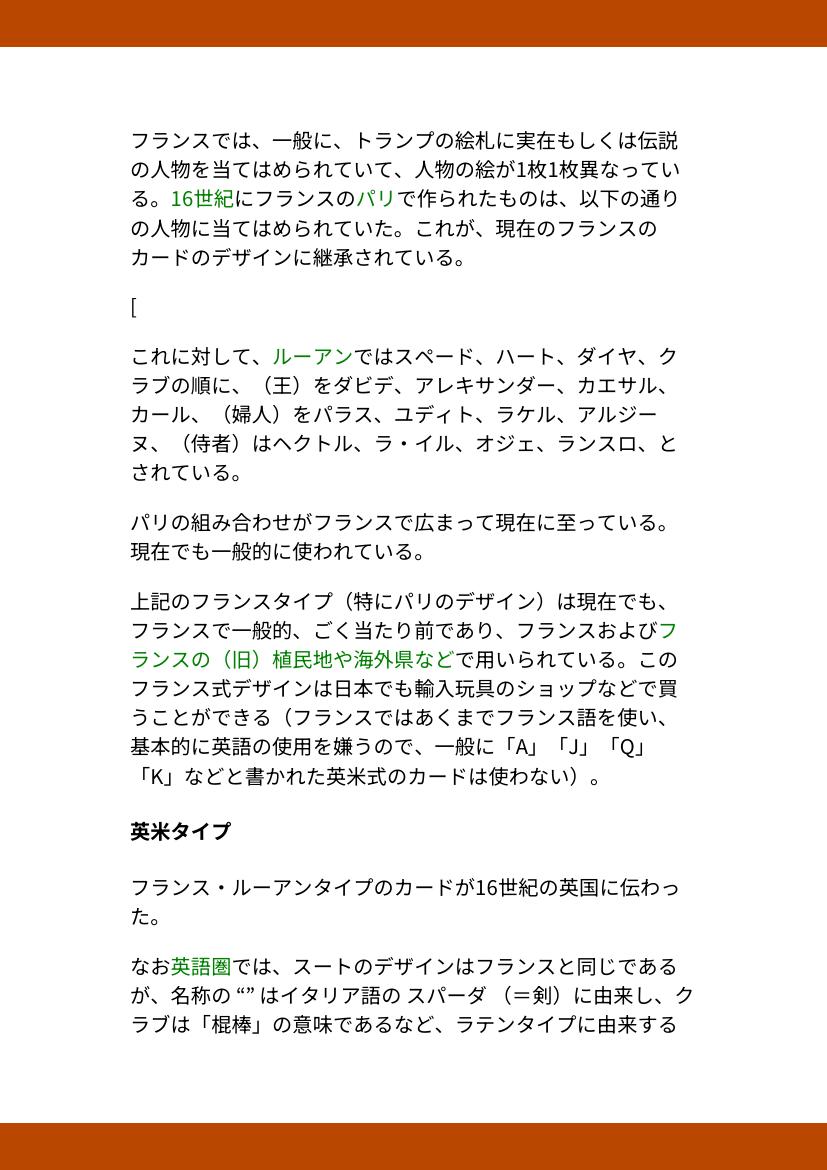 フランスでは、一般に、トランプの絵札に実在もしくは伝説
の人物を当てはめられていて、人物の絵が1枚1枚異なってい
る。16世紀にフランスのパリで作られたものは、以下の通り
の人物に当てはめられていた。これが、現在のフランスの
カードのデザインに継承されている。
[
これに対して、ルーアンではスペード、ハート、ダイヤ、ク
ラブの順に、（王）をダビデ、アレキサンダー、カエサル、
カール、（婦人）をパラス、ユディト、ラケル、アルジー
ヌ、（侍者）はヘクトル、ラ・イル、オジェ、ランスロ、と
されている。
パリの組み合わせがフランスで広まって現在に至っている。
現在でも一般的に使われている。
上記のフランスタイプ（特にパリのデザイン）は現在でも、
フランスで一般的、ごく当たり前であり、フランスおよびフ
ランスの（旧）植民地や海外県などで用いられている。この
フランス式デザインは日本でも輸入玩具のショップなどで買
うことができる（フランスではあくまでフランス語を使い、
基本的に英語の使用を嫌うので、一般に「A」「J」「Q」
「K」などと書かれた英米式のカードは使わない）。
英米タイプ
フランス・ルーアンタイプのカードが16世紀の英国に伝わっ
た。
なお英語圏では、スートのデザインはフランスと同じである
が、名称の “” はイタリア語の スパーダ （＝剣）に由来し、ク
ラブは「棍棒」の意味であるなど、ラテンタイプに由来する